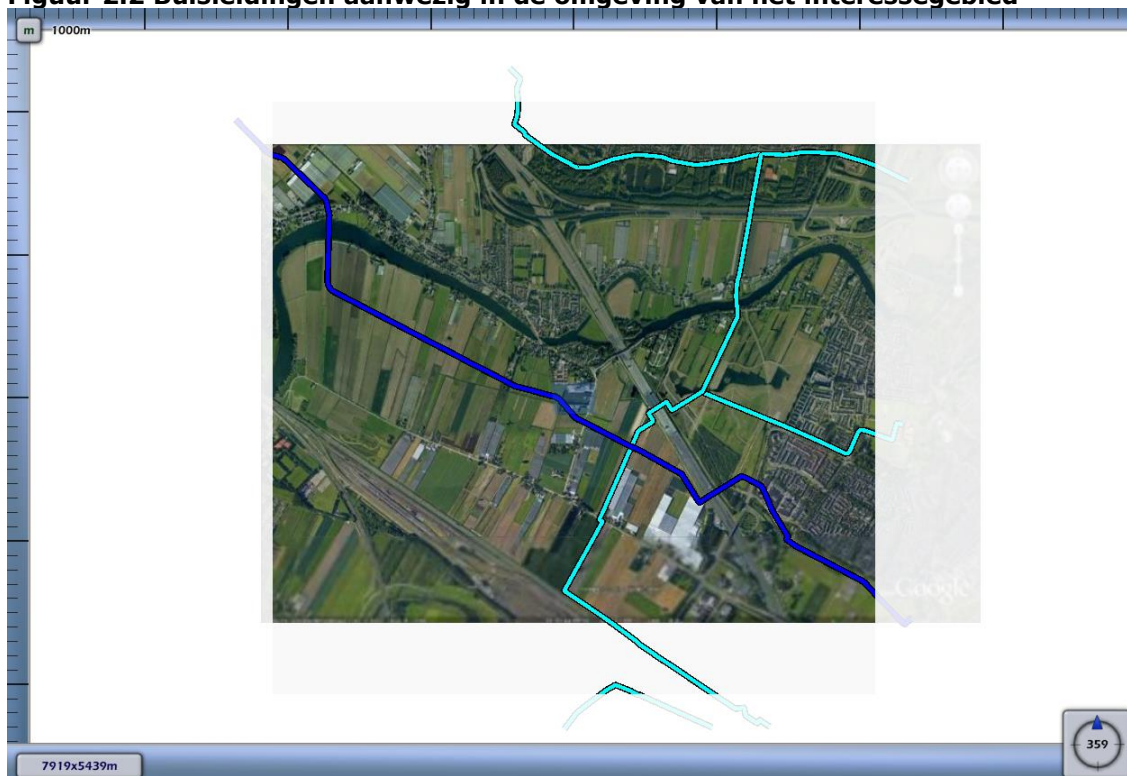 Figuur 2.2 Buisleidingen aanwezig in de omgeving van het interessegebied
m 1000m
Google
359
7919x5439m